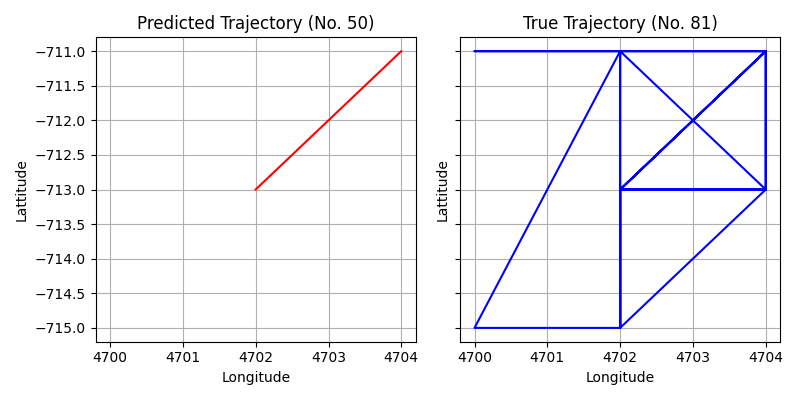 Predicted Trajectory (No. 50)
−711.0
−711.5
−712.0
−712.5
−713.0
−713.5
−714.0
−714.5
−715.0
Lattitude
4700 4701 4702 4703 4704
Longitude
True Trajectory (No. 81)
Lattitude
4700 4701 4702 4703 4704
Longitude